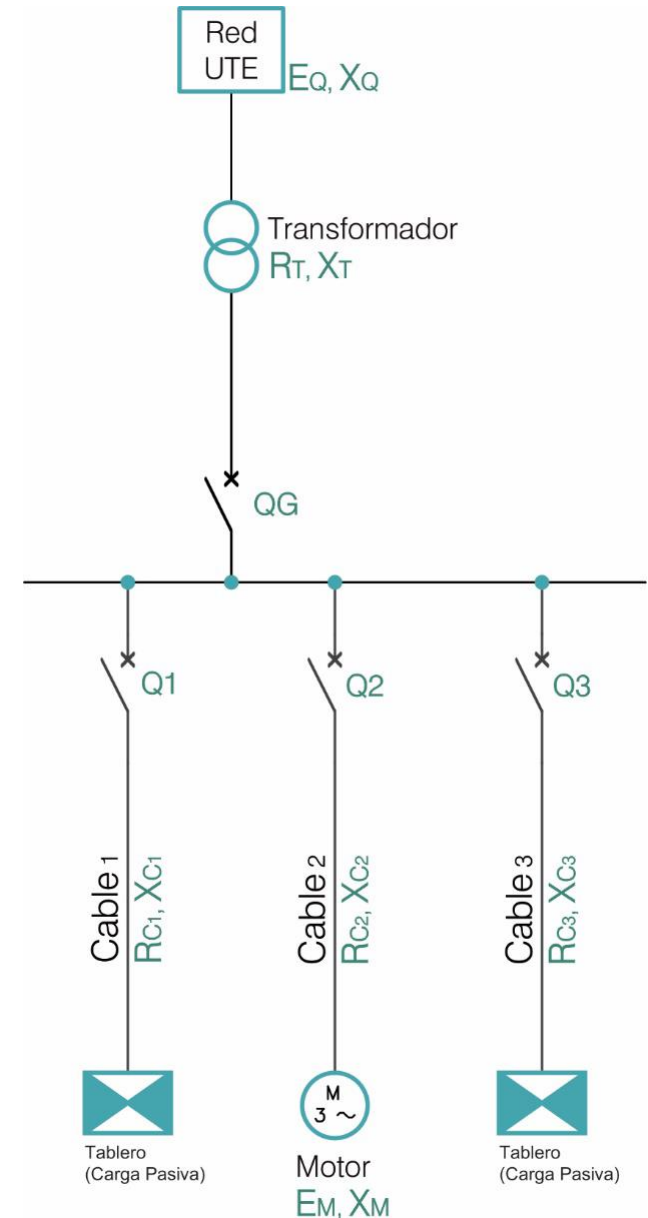 Red
UTE
EQ, XQ
Transformador
RT, XT
QG
Q1
Q2
Q3
Cable 1
RC1, XC1
Cable 2
RC2, XC2
Cable 3
RC3, XC3
Tablero
(Carga Pasiva)
M
3 ~
Motor
EM, XM
Tablero
(Carga Pasiva)